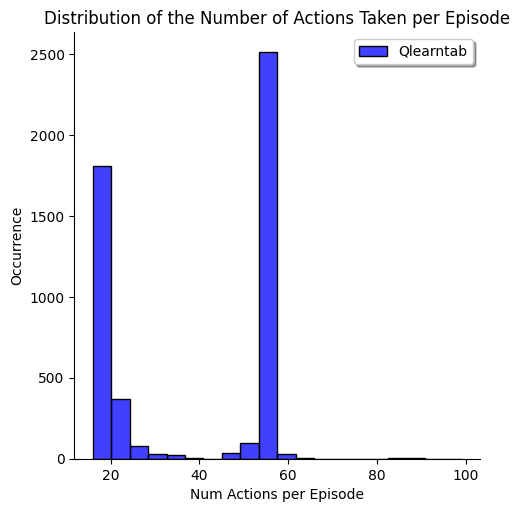 Distribution of the Number of Actions Taken per Episode
Qlearntab
2500
2000
1500
1000
500
0
Occurrence
20
40
60
80
100
Num Actions per Episode